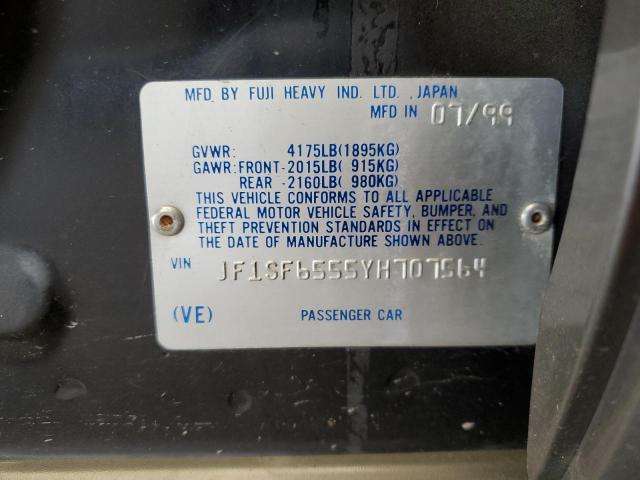 MFD. BY FUJI HEAVY IND. LTD. , JAPAN
MFD IN 07/99
GVWR: 4175LB(1895KG)
GAWR:FRONT-2015LB( 915KG)
REAR -2160LB( 980KG)
THIS VEHICLE CONFORMS TO ALL APPLICABLE
FEDERAL MOTOR VEHICLE SAFETY, BUMPER, AND
THEFT PREVENTION STANDARDS IN EFFECT ON
THE DATE OF MANUFACTURE SHOWN ABOVE.
VIN JF1SF6555YH707564
(VE) PASSENGER CAR